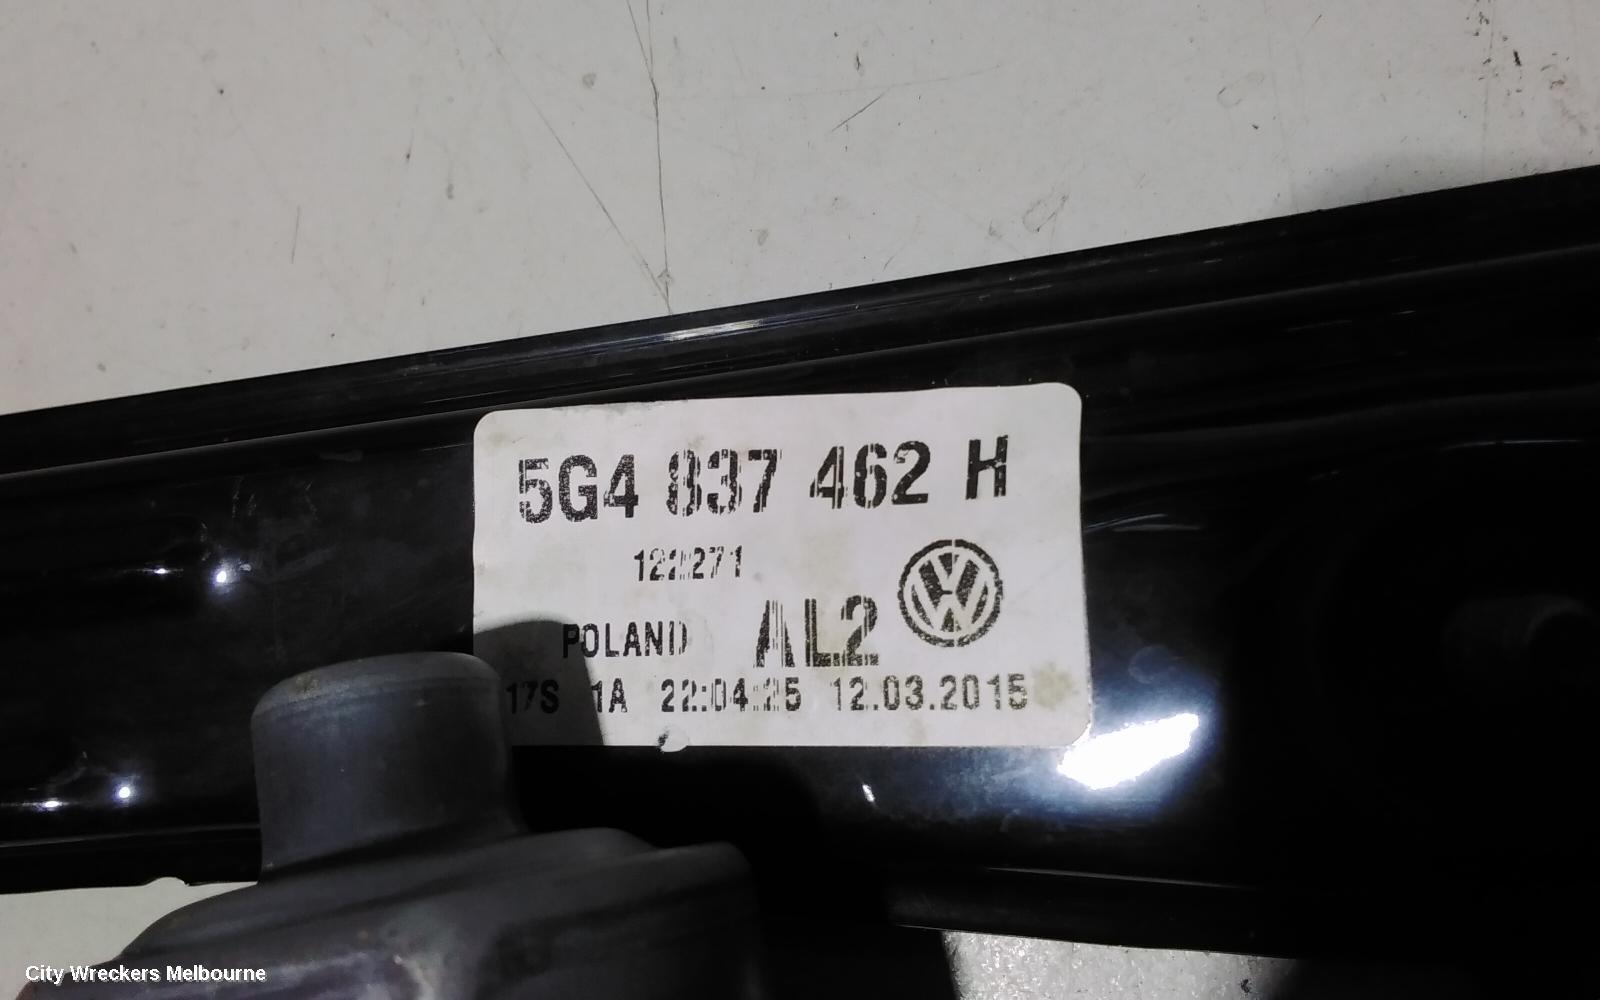 5G4 837 462 H
122271
POLAND AL2
17S 1A 22:04:25 12.03.2015
City Wreckers Melbourne